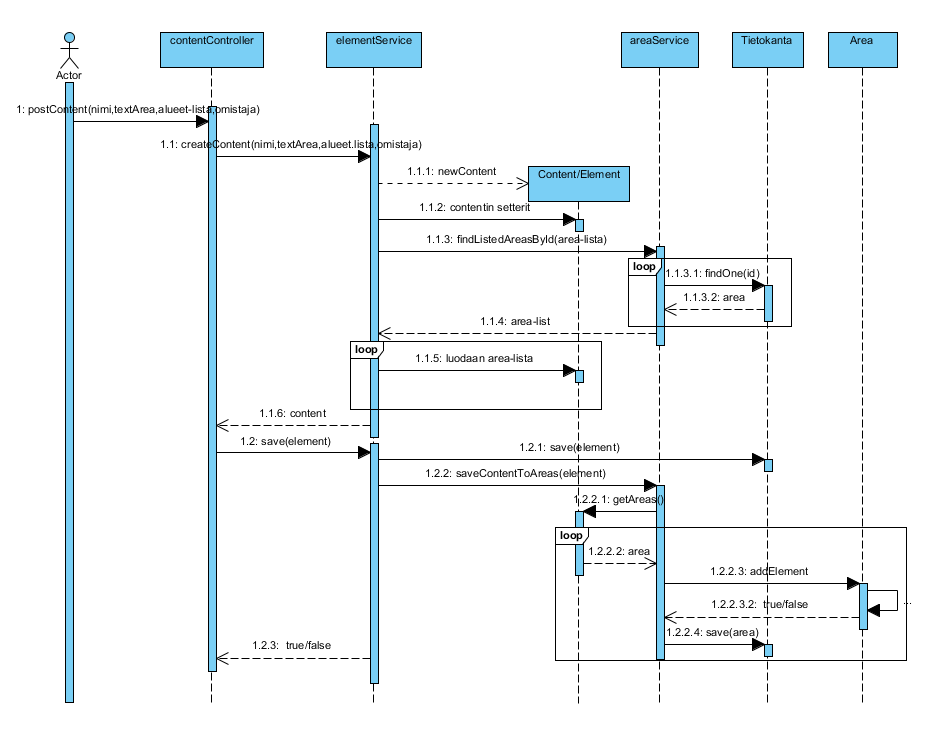 contentController
elementService
areaService
Tietokanta
Area
Actor
1: postContent(nimi,textArea,alueet-lista,omistaja)
1.1: createContent(nimi,textArea,alueet.lista,omistaja)
1.1.1: newContent
Content/Element
1.1.2: contentin setterit
1.1.3: findListedAreasById(area-lista)
loop
1.1.3.1: findOne(id)
1.1.3.2: area
1.1.4: area-list
loop
1.1.5: luodaan area-lista
1.1.6: content
1.2: save(element)
1.2.1: save(element)
1.2.2: saveContentToAreas(element)
1.2.2.1: getAreas()
loop
1.2.2.2: area
1.2.2.3: addElement
...
1.2.2.3.2: true/false
1.2.2.4: save(area)
1.2.3: true/false